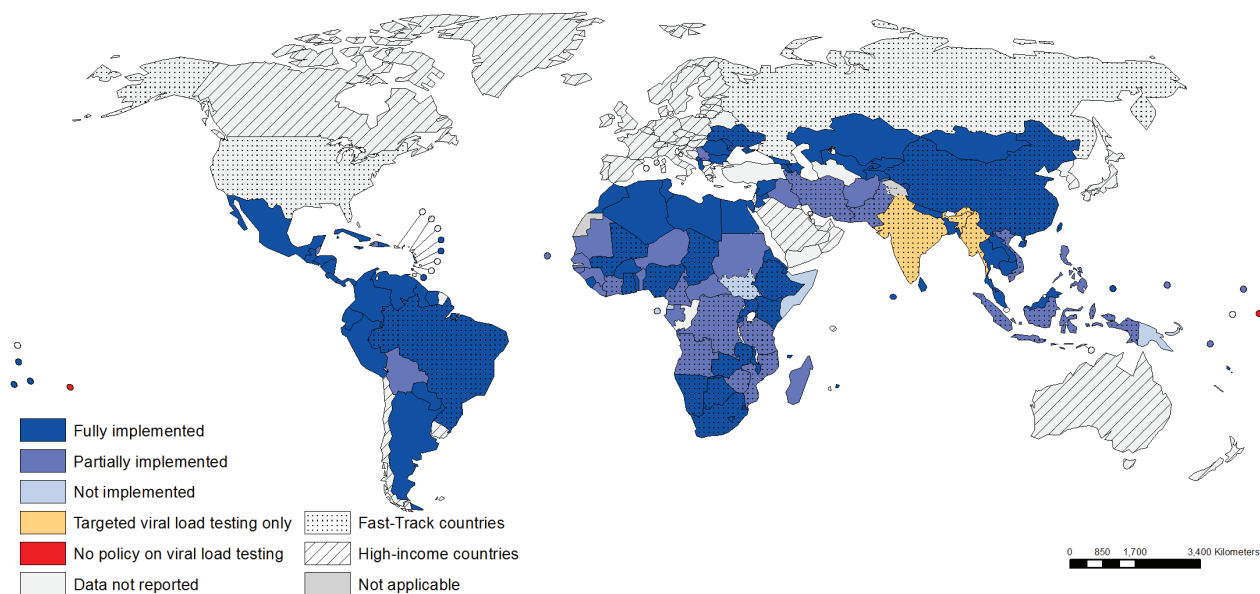 Fully implemented
Partially implemented
Not implemented
Targeted viral load testing only
No policy on viral load testing
Data not reported
Fast-Track countries
High-income countries
Not applicable
0 850 1,700 3,400 Kilometers